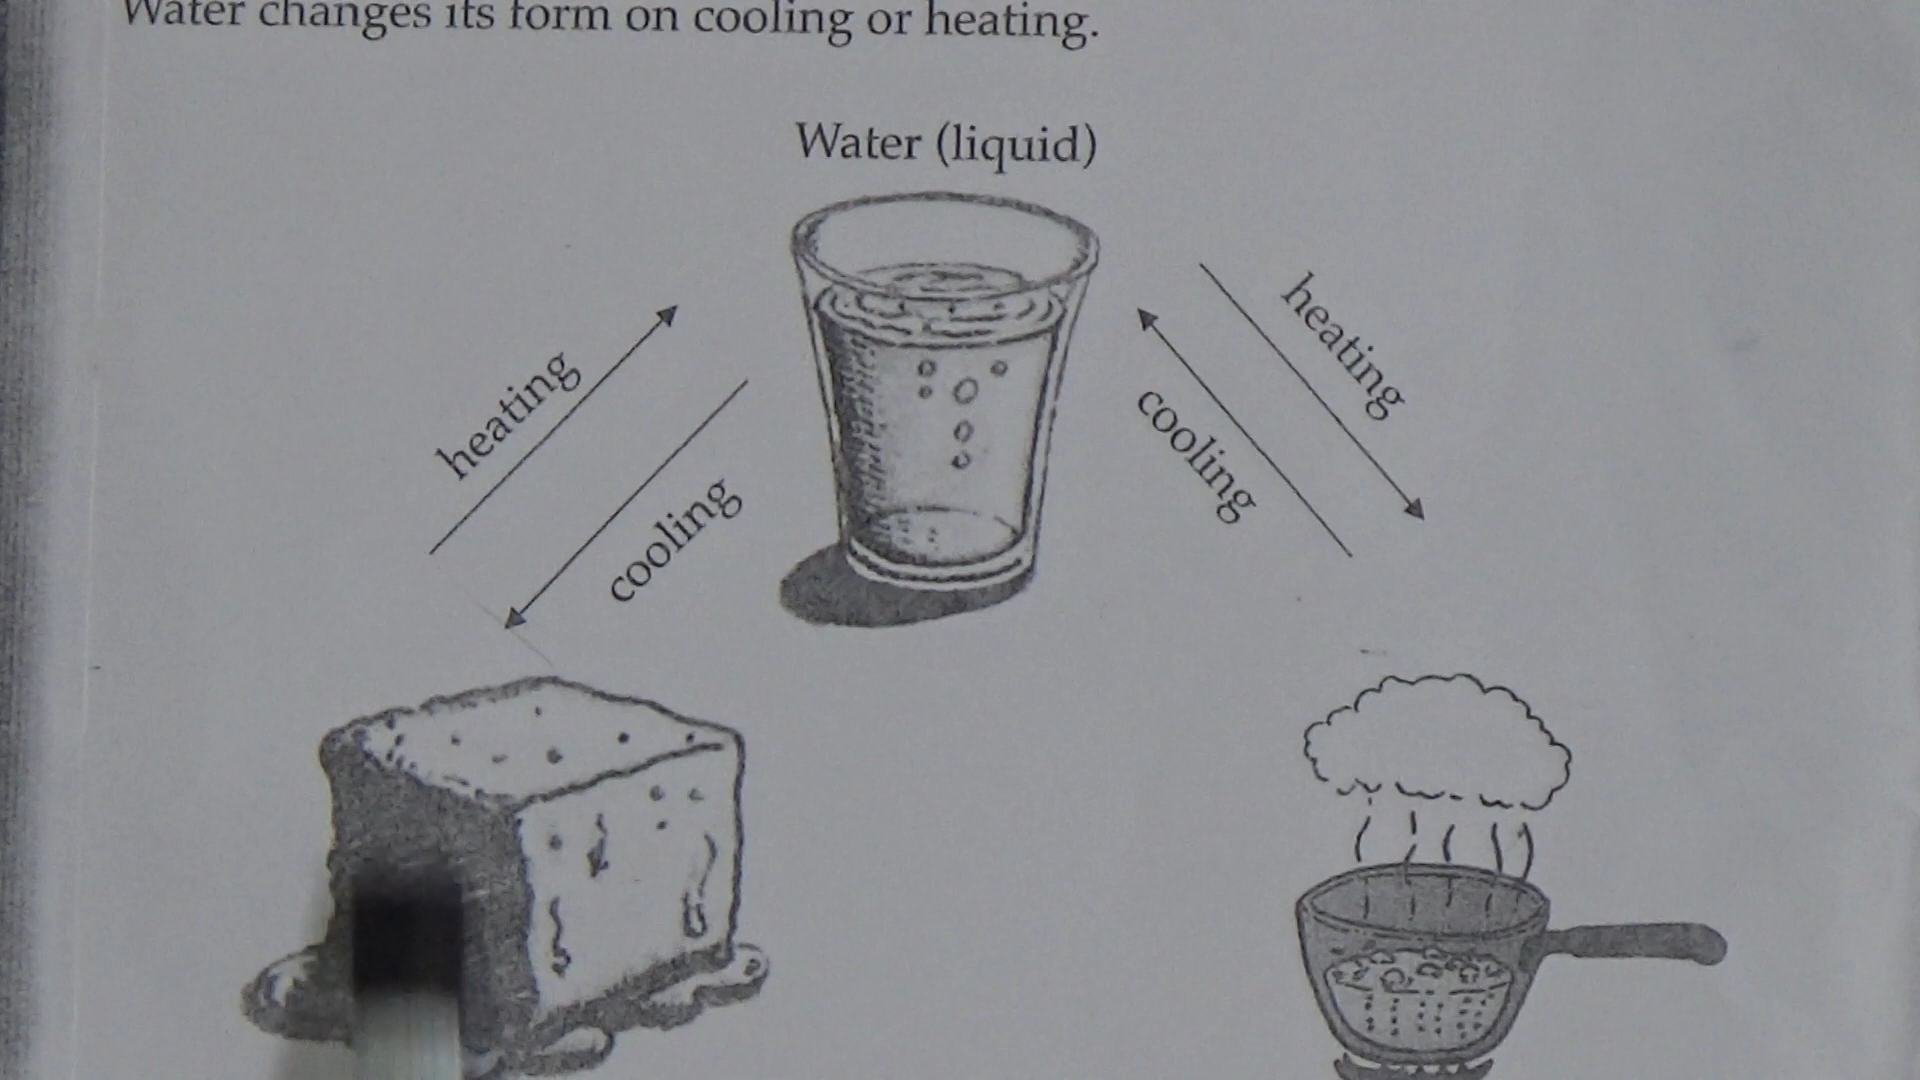 Water changes its form on cooling or heating.
Water (liquid)
heating
cooling
heating
cooling